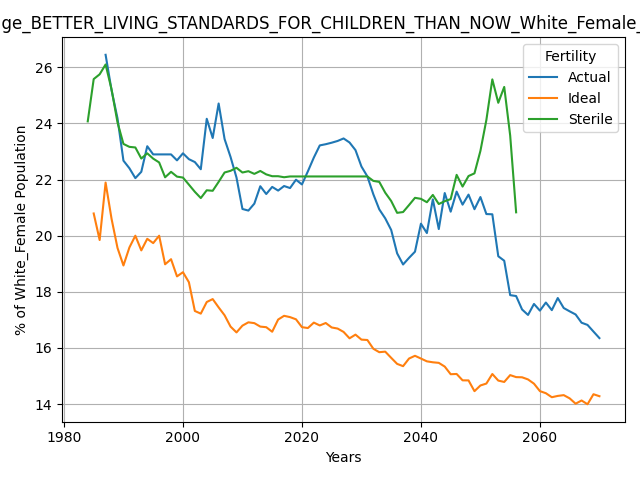 ge_BETTER_LIVING_STANDARDS_FOR_CHILDREN_THAN_NOW_White_Female_
Fertility
Actual
Ideal
Sterile
% of White_Female Population
26
24
22
20
18
16
14
1980
2000
2020
2040
2060
Years